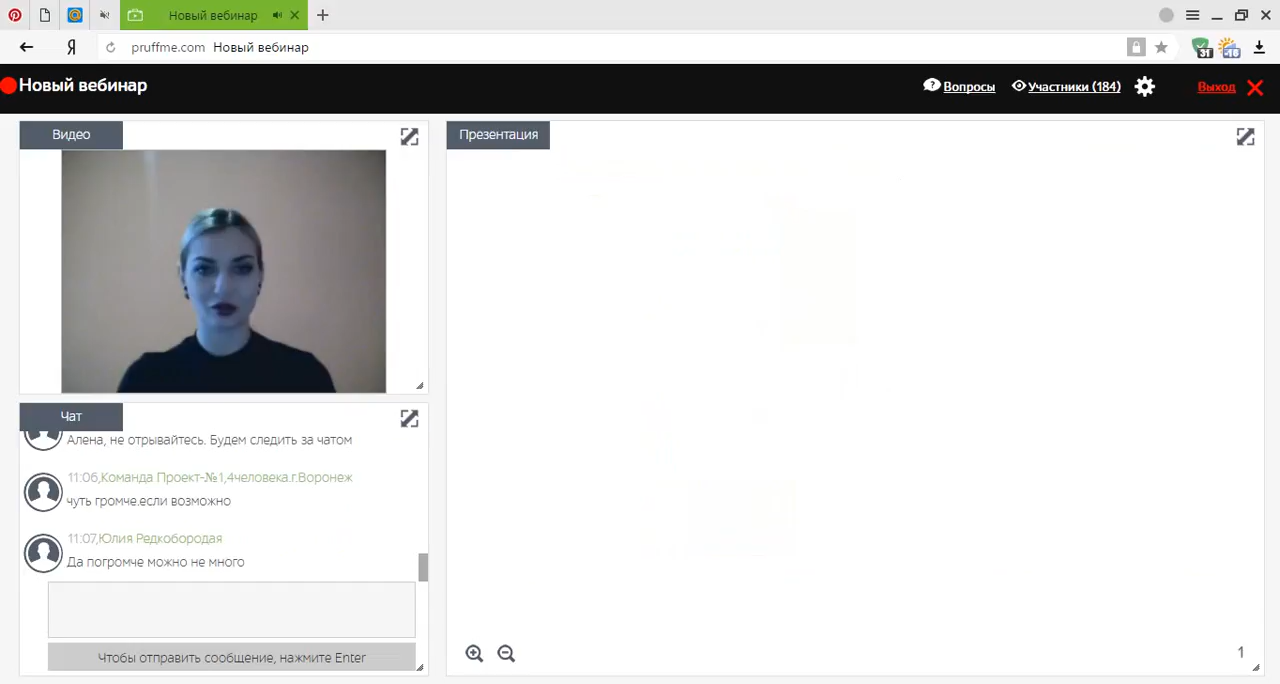 Новый вебинар
pruffme.com Новый вебинар
31
Новый вебинар
Вопросы
Участники (184)
Выход
Видео
Презентация
Чат
Алена, не отрывайтесь. Будем следить за чатом
11:06,Команда Проект-№1,4человека.г.Воронеж
чуть громче.если возможно
11:07,Юлия Редкобородая
Да погромче можно не много
Чтобы отправить сообщение, нажмите Enter
1